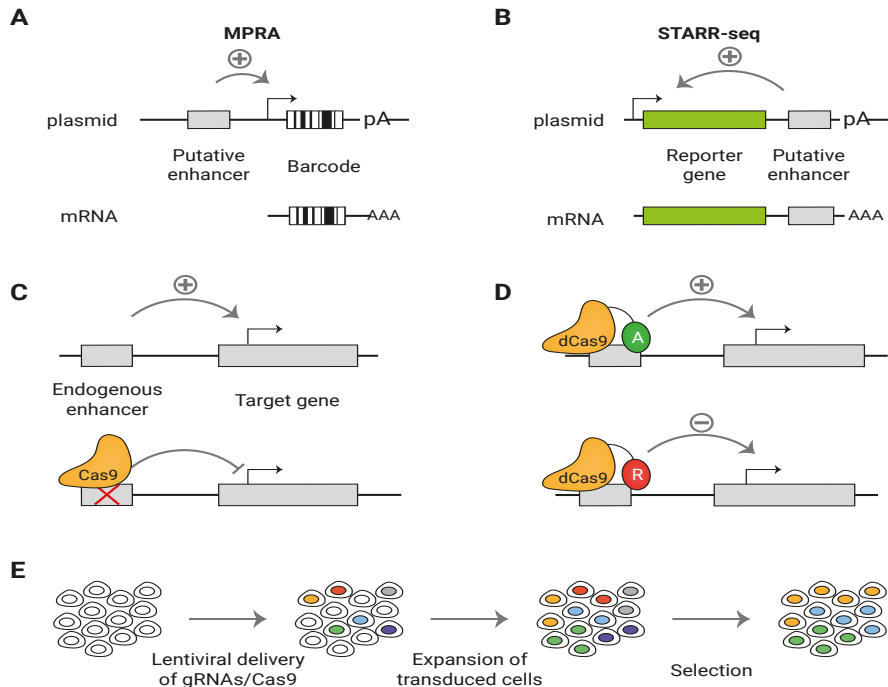 A
MPRA
+
plasmid
pA
Putative
enhancer
Barcode
mRNA
AAA
B
STARR-seq
+
plasmid
pA
Reporter
gene
Putative
enhancer
mRNA
AAA
C
+
Endogenous
enhancer
Target gene
Cas9
D
+
dCas9
A
−
dCas9
R
E
Lentiviral delivery
of gRNAs/Cas9
Expansion of
transduced cells
Selection